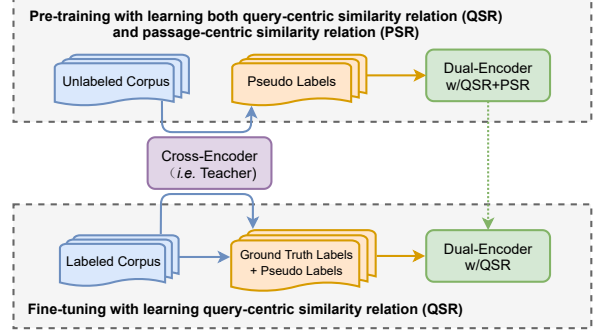 Pre-training with learning both query-centric similarity relation (QSR)
and passage-centric similarity relation (PSR)
Unlabeled Corpus
Pseudo Labels
Dual-Encoder
w/QSR+PSR
Cross-Encoder
（i.e. Teacher)
Labeled Corpus
Ground Truth Labels
+ Pseudo Labels
Dual-Encoder
w/QSR
Fine-tuning with learning query-centric similarity relation (QSR)